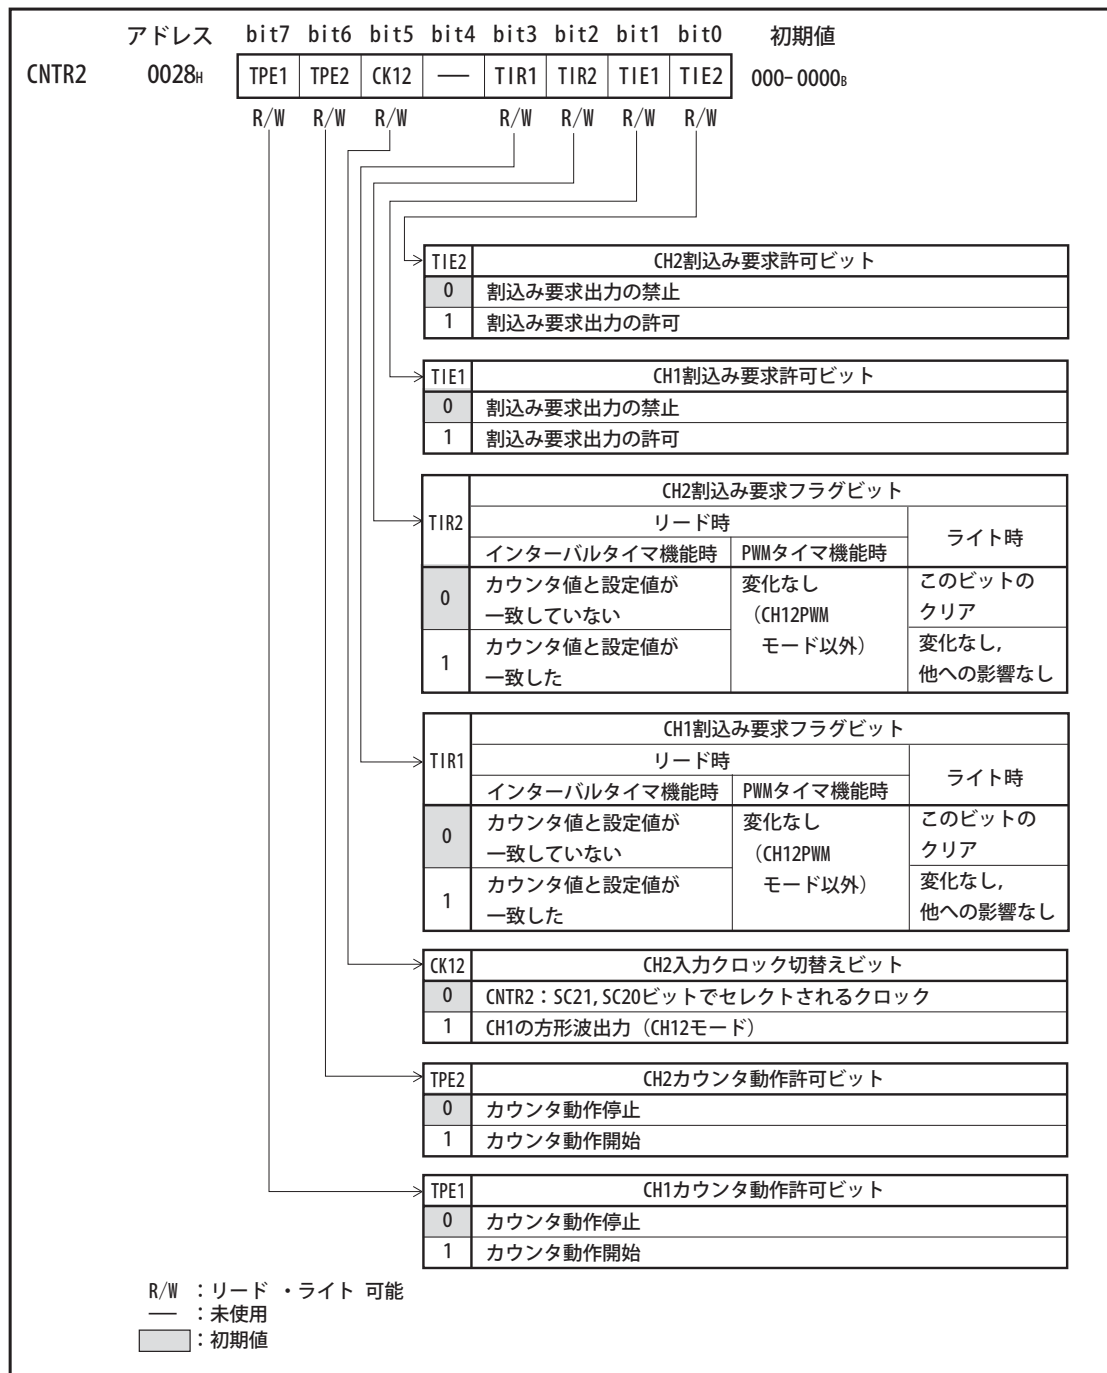 アドレス bit7 bit6 bit5 bit4 bit3 bit2 bit1 bit0 初期値
CNTR2 0028H TPE1 TPE2 CK12 — TIR1 TIR2 TIE1 TIE2 000-0000B
R/W R/W R/W R/W R/W R/W R/W
TIE2 CH2割込み要求許可ビット
0 割込み要求出力の禁止
1 割込み要求出力の許可
TIE1 CH1割込み要求許可ビット
0 割込み要求出力の禁止
1 割込み要求出力の許可
TIR2 CH2割込み要求フラグビット
リード時 ライト時
インターバルタイマ機能時 PWMタイマ機能時
0 カウンタ値と設定値が 変化なし このビットの
一致していない (CH12PWM クリア
1 カウンタ値と設定値が モード以外) 変化なし,
一致した 他への影響なし
TIR1 CH1割込み要求フラグビット
リード時 ライト時
インターバルタイマ機能時 PWMタイマ機能時
0 カウンタ値と設定値が 変化なし このビットの
一致していない (CH12PWM クリア
1 カウンタ値と設定値が モード以外) 変化なし,
一致した 他への影響なし
CK12 CH2入力クロック切替えビット
0 CNTR2:SC21,SC20ビットでセレクトされるクロック
1 CH1の方形波出力(CH12モード)
TPE2 CH2カウンタ動作許可ビット
0 カウンタ動作停止
1 カウンタ動作開始
TPE1 CH1カウンタ動作許可ビット
0 カウンタ動作停止
1 カウンタ動作開始
R/W :リード ・ライト 可能
— :未使用
:初期値